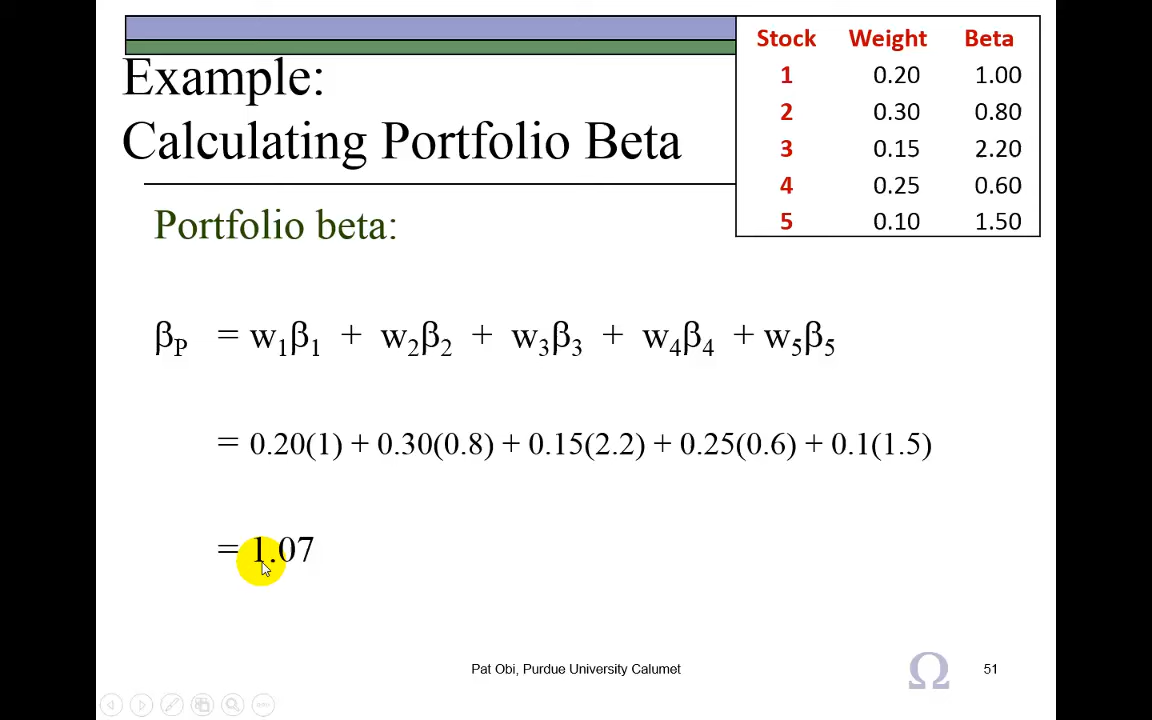 Example:
Calculating Portfolio Beta
Stock Weight Beta
1 0.20 1.00
2 0.30 0.80
3 0.15 2.20
4 0.25 0.60
5 0.10 1.50
Portfolio beta:
βP = w1β1 + w2β2 + w3β3 + w4β4 + w5β5
= 0.20(1) + 0.30(0.8) + 0.15(2.2) + 0.25(0.6) + 0.1(1.5)
= 1.07
Pat Obi, Purdue University Calumet
Ω
51